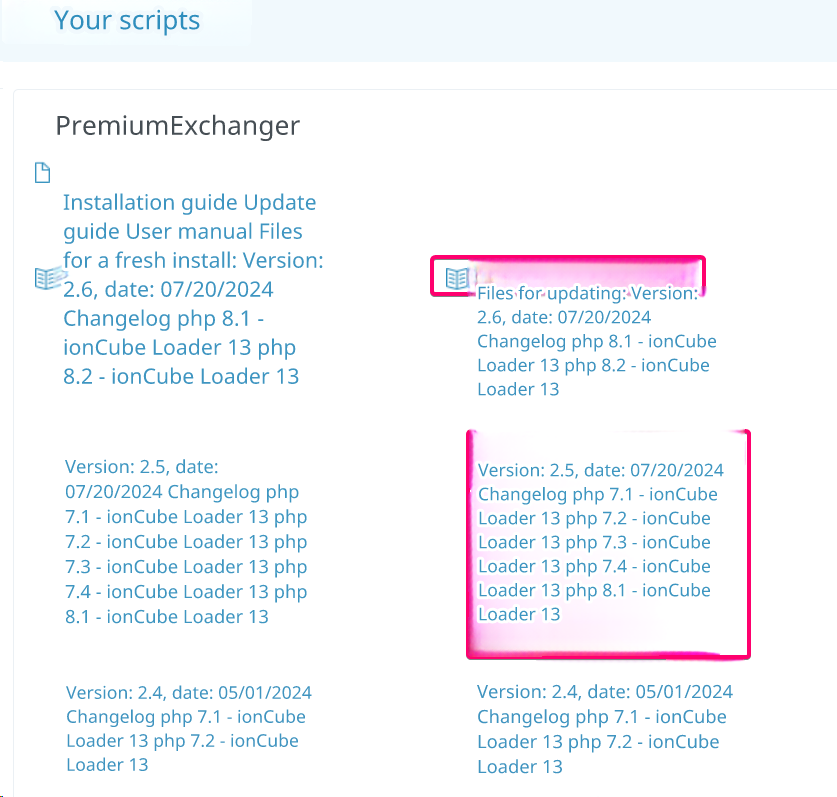 Your scripts
PremiumExchanger
Installation guide Update
guide User manual Files
for a fresh install: Version:
2.6, date: 07/20/2024
Changelog php 8.1 -
ionCube Loader 13 php
8.2 - ionCube Loader 13
Files for updating: Version:
2.6, date: 07/20/2024
Changelog php 8.1 - ionCube
Loader 13 php 8.2 - ionCube
Loader 13
Version: 2.5, date:
07/20/2024 Changelog php
7.1 - ionCube Loader 13 php
7.2 - ionCube Loader 13 php
7.3 - ionCube Loader 13 php
7.4 - ionCube Loader 13 php
8.1 - ionCube Loader 13
Version: 2.5, date: 07/20/2024
Changelog php 7.1 - ionCube
Loader 13 php 7.2 - ionCube
Loader 13 php 7.3 - ionCube
Loader 13 php 7.4 - ionCube
Loader 13 php 8.1 - ionCube
Loader 13
Version: 2.4, date: 05/01/2024
Changelog php 7.1 - ionCube
Loader 13 php 7.2 - ionCube
Loader 13
Version: 2.4, date: 05/01/2024
Changelog php 7.1 - ionCube
Loader 13 php 7.2 - ionCube
Loader 13